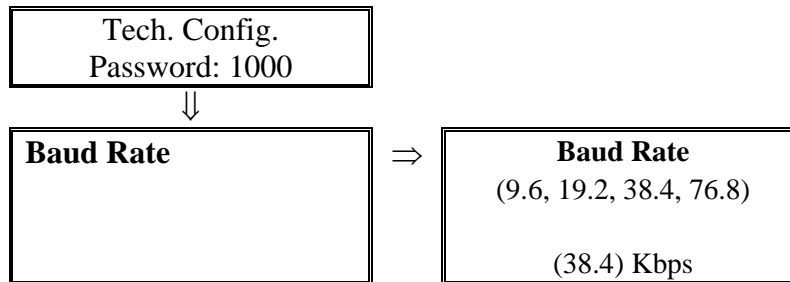 Tech. Config.
Password: 1000
⇓
Baud Rate
⇒
Baud Rate
(9.6, 19.2, 38.4, 76.8)
(38.4) Kbps